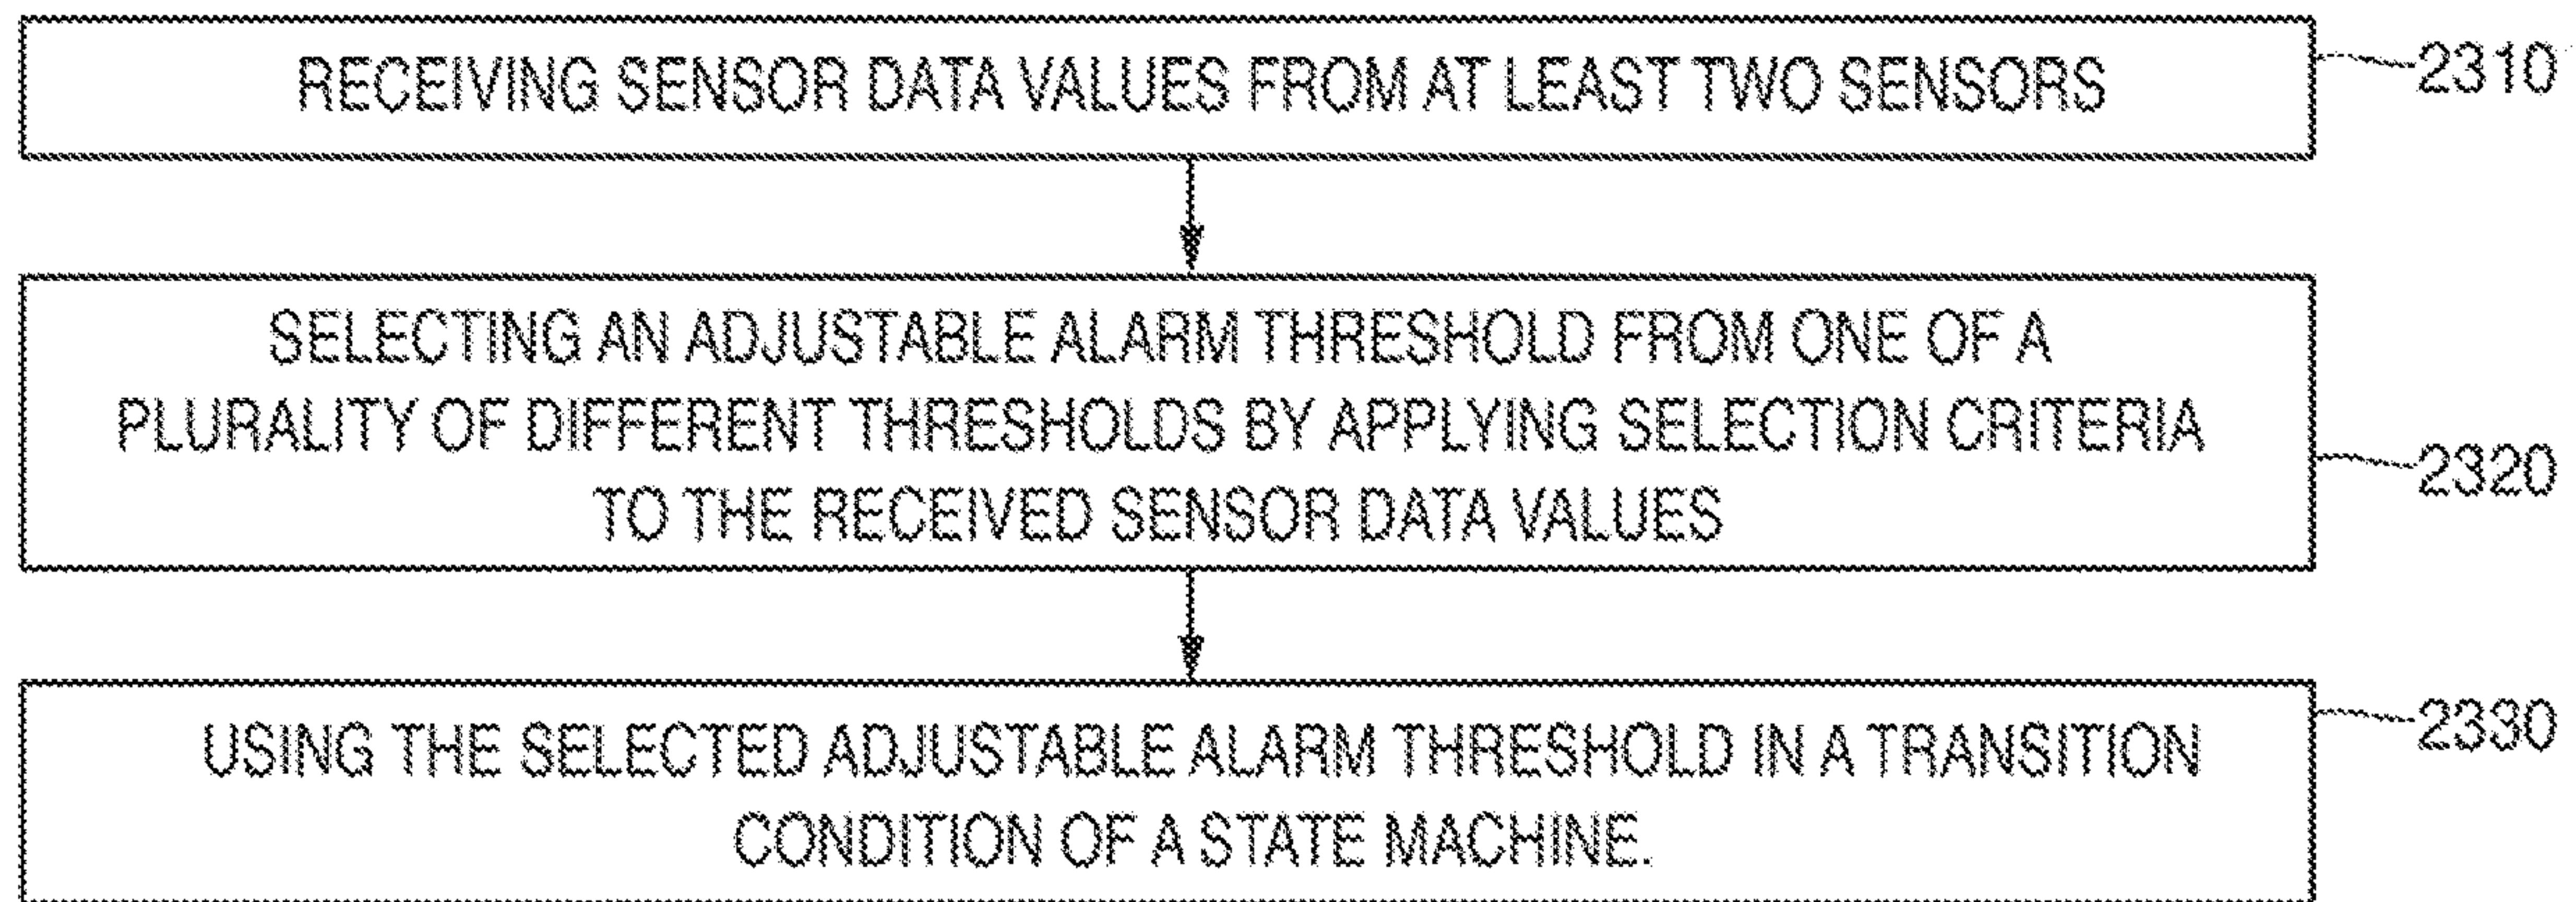 RECEIVING SENSOR DATA VALUES FROM AT LEAST TWO SENSORS
2310
SELECTING AN ADJUSTABLE ALARM THRESHOLD FROM ONE OF A
PLURALITY OF DIFFERENT THRESHOLDS BY APPLYING SELECTION CRITERIA
TO THE RECEIVED SENSOR DATA VALUES
2320
USING THE SELECTED ADJUSTABLE ALARM THRESHOLD IN A TRANSITION
CONDITION OF A STATE MACHINE.
2330